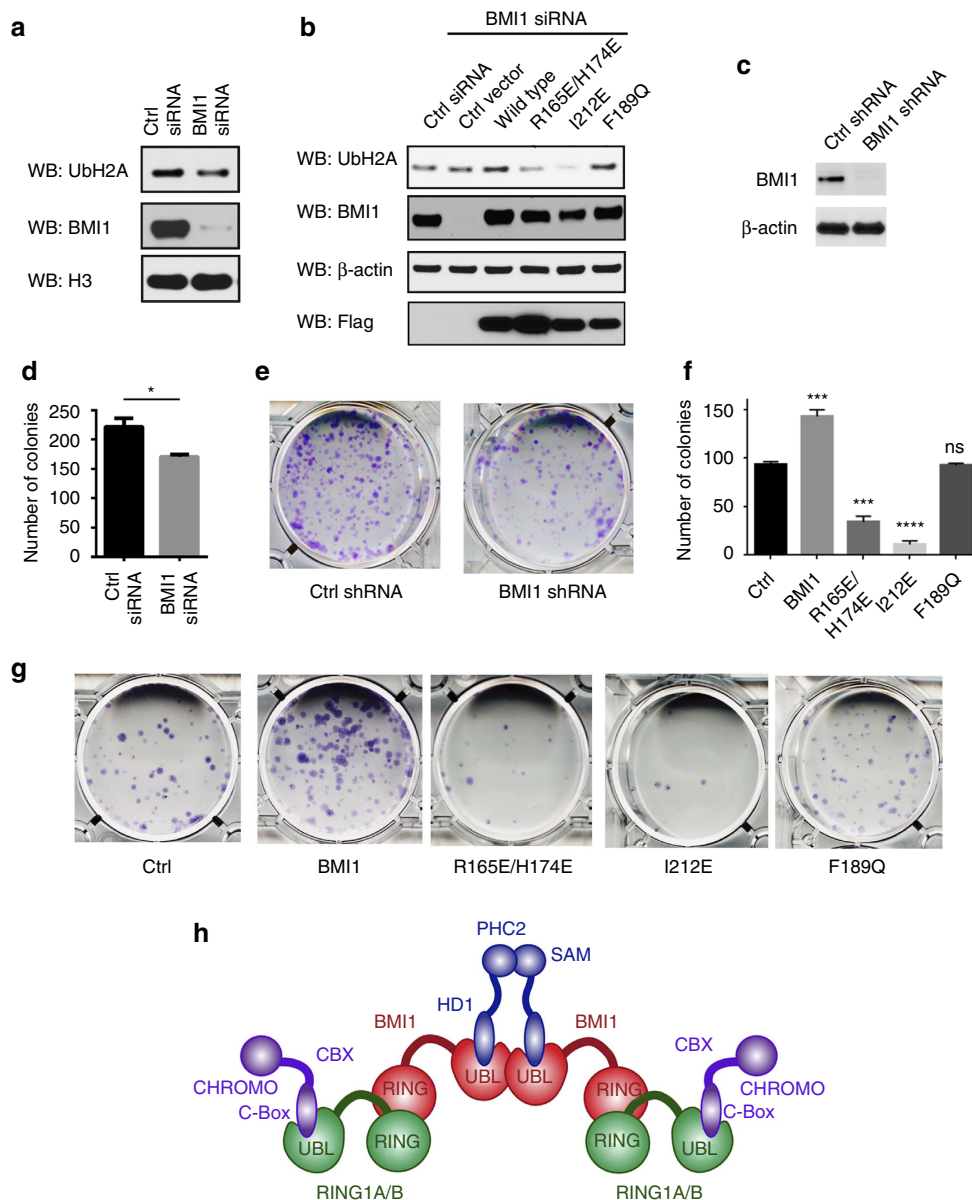 a
Ctrl siRNA
BMI1 siRNA
WB: UbH2A
WB: BMI1
WB: H3
b
BMI1 siRNA
Ctrl siRNA
Ctrl vector
Wild type
R165E/H174E
I212E
F189Q
WB: UbH2A
WB: BMI1
WB: β-actin
WB: Flag
c
Ctrl shRNA
BMI1 shRNA
BMI1
β-actin
d
Number of colonies
250
200
150
100
50
0
*
Ctrl siRNA
BMI1 siRNA
e
Ctrl shRNA
BMI1 shRNA
f
Number of colonies
150
100
50
0
***
***
****
ns
Ctrl
BMI1
R165E/
H174E
I212E
F189Q
g
Ctrl
BMI1
R165E/H174E
I212E
F189Q
h
PHC2
SAM
HD1
BMI1
BMI1
CBX
CBX
UBL
UBL
CHROMO
CHROMO
RING
RING
C-Box
C-Box
UBL
RING
RING
UBL
RING1A/B
RING1A/B